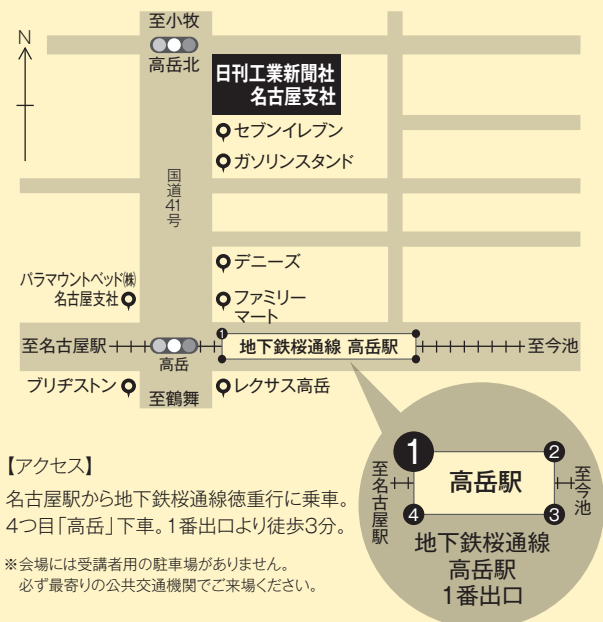 至小牧
N
高岳北
日刊工業新聞社
名古屋支社
セブンイレブン
ガソリンスタンド
国道41号
デニーズ
パラマウントベッド㈱
名古屋支社
ファミリー
マート
至名古屋駅
1
地下鉄桜通線 高岳駅
至今池
高岳
ブリヂストン
至鶴舞
レクサス高岳
1
2
至名古屋駅
高岳駅
至今池
4
3
地下鉄桜通線
高岳駅
1番出口
【アクセス】
名古屋駅から地下鉄桜通線徳重行に乗車。
4つ目「高岳」下車。1番出口より徒歩3分。
※会場には受講者用の駐車場がありません。
必ず最寄りの公共交通機関でご来場ください。